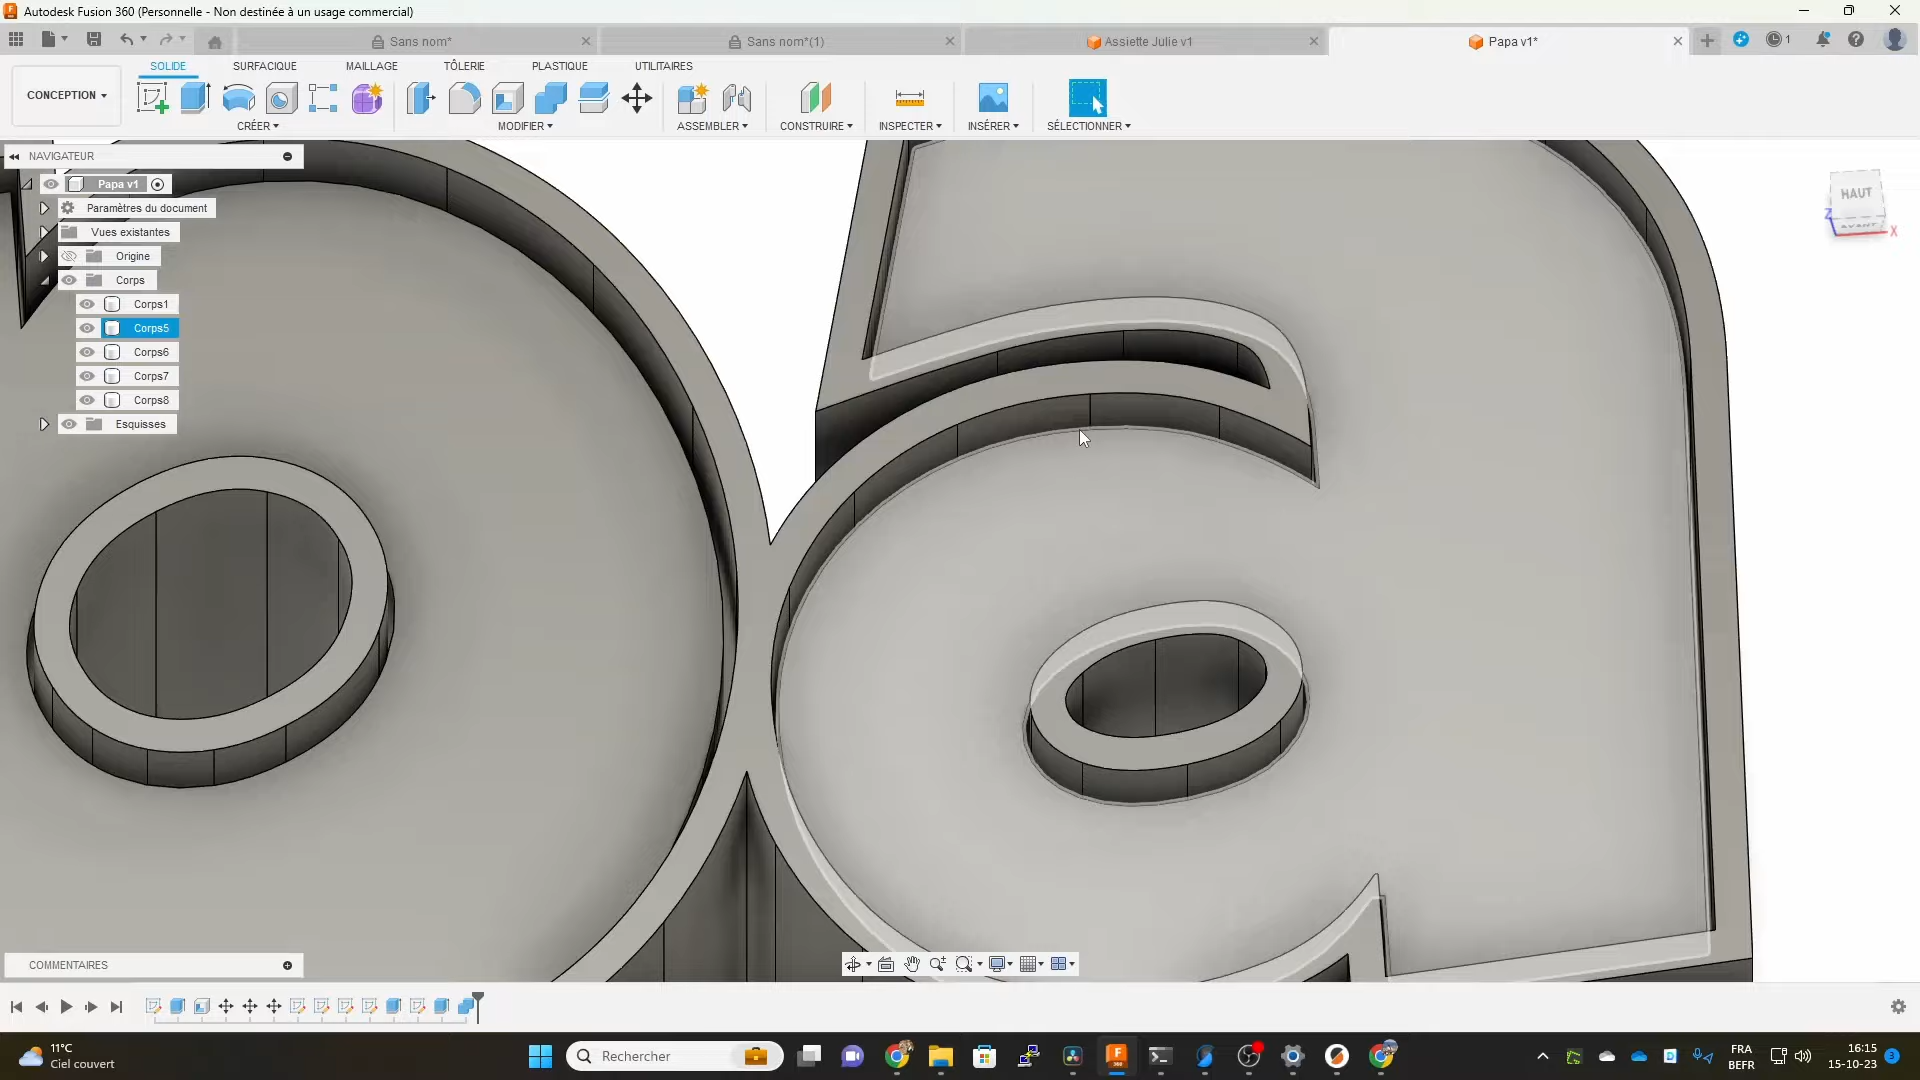 Autodesk Fusion 360 (Personnelle - Non destinée à un usage commercial)
Sans nom*
Sans nom*(1)
Assiette Julie v1
Papa v1*
1
SOLIDE
SURFACIQUE
MAILLAGE
TÔLERIE
PLASTIQUE
UTILITAIRES
CONCEPTION
CRÉER
MODIFIER
ASSEMBLER
CONSTRUIRE
INSPECTER
INSÉRER
SÉLECTIONNER
NAVIGATEUR
Papa v1
Paramètres du document
Vues existantes
Origine
Corps
Corps1
Corps5
Corps6
Corps7
Corps8
Esquisses
HAUT
AVANT
Z
X
COMMENTAIRES
11°C
Ciel couvert
Rechercher
FRA
BEFR
16:15
15-10-23
3